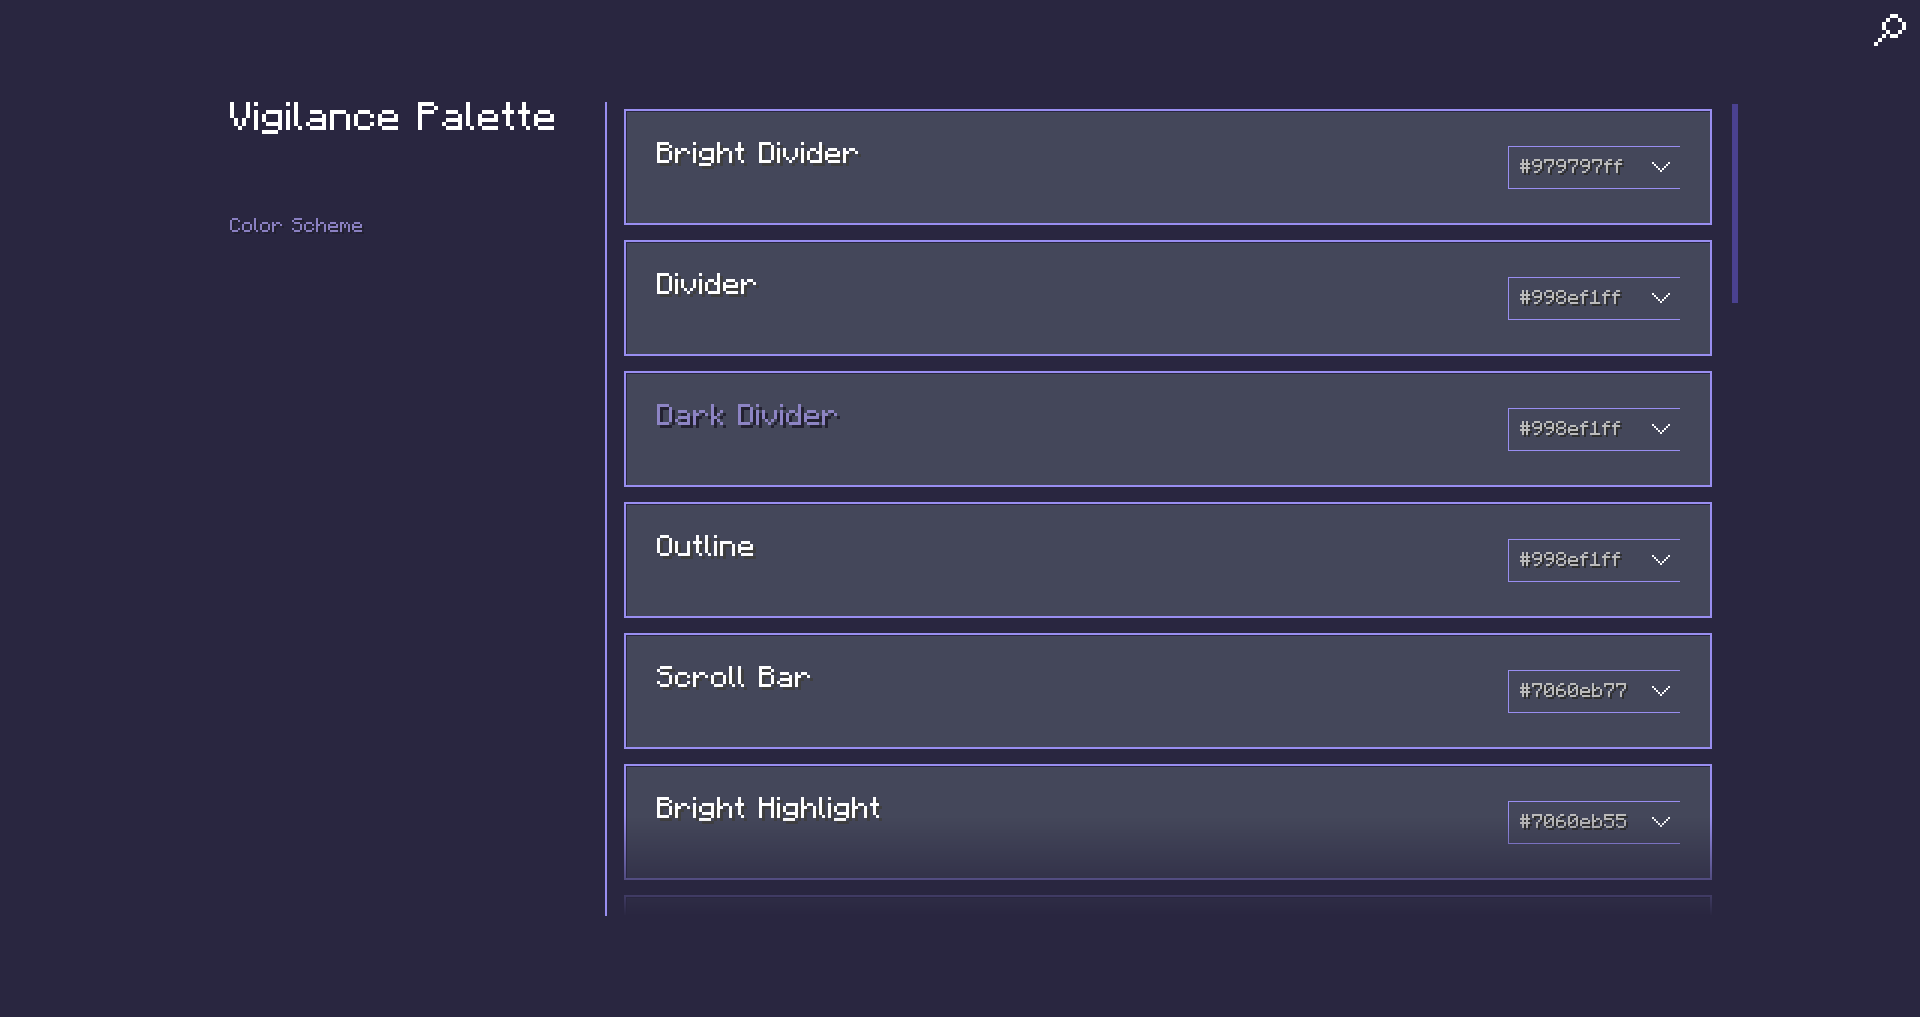 Vigilance Palette
Color Scheme
Bright Divider
#979797ff
Divider
#998ef1ff
Dark Divider
#998ef1ff
Outline
#998ef1ff
Scroll Bar
#7060eb77
Bright Highlight
#7060eb55